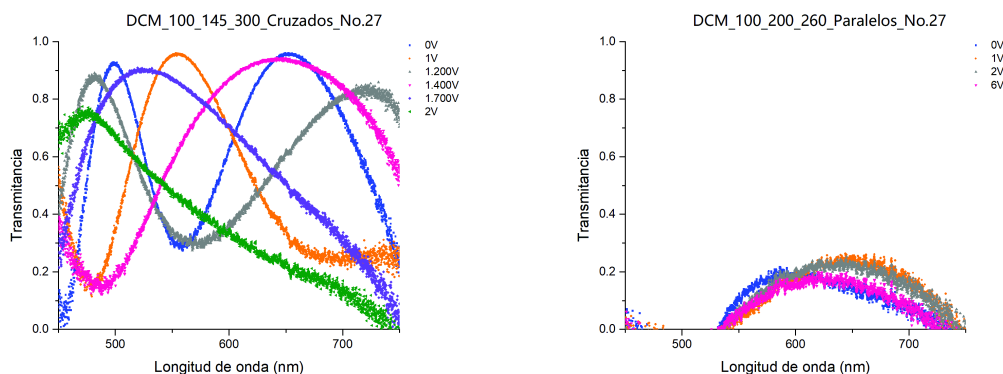 DCM_100_145_300_Cruzados_No.27
1.0
0.8
0.6
0.4
0.2
0.0
Transmitancia
500
600
700
Longitud de onda (nm)
0V
1V
1.200V
1.400V
1.700V
2V
DCM_100_200_260_Paralelos_No.27
1.0
0.8
0.6
0.4
0.2
0.0
Transmitancia
500
600
700
Longitud de onda (nm)
0V
1V
2V
6V